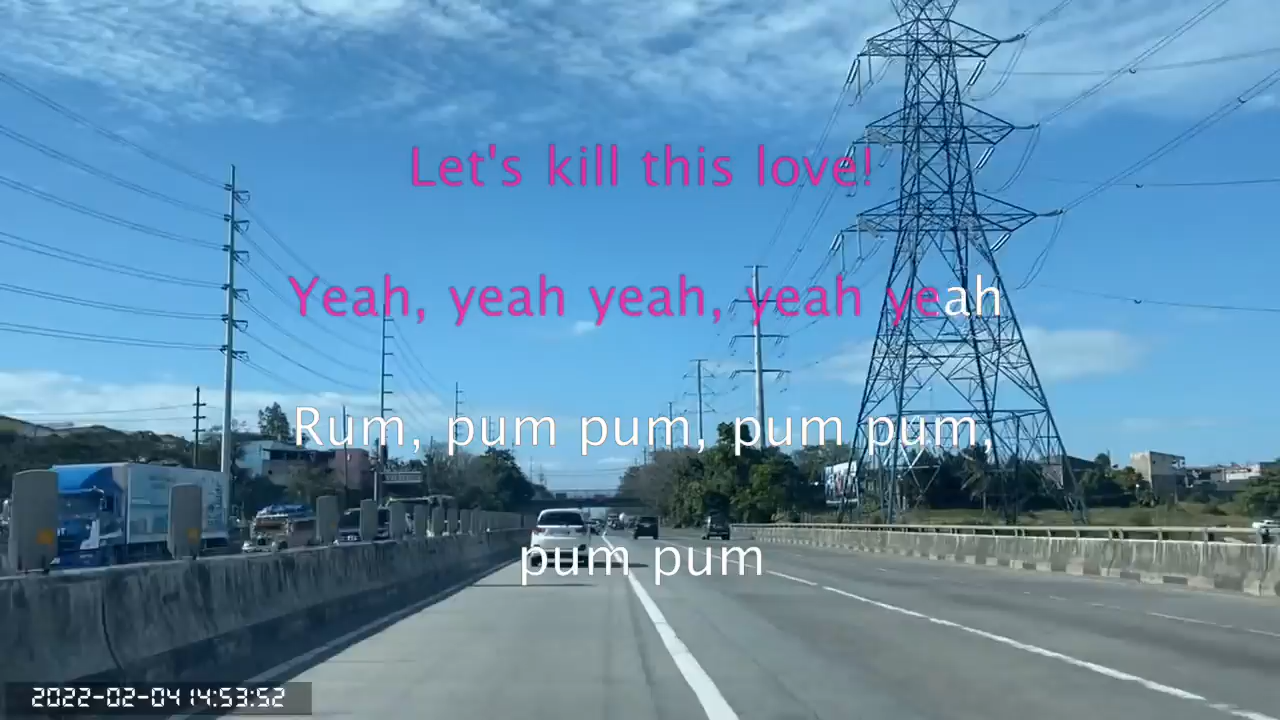 Let's kill this love!
Yeah, yeah yeah, yeah yeah
Rum, pum pum, pum pum,
pum pum
2022-02-04 14:53:52